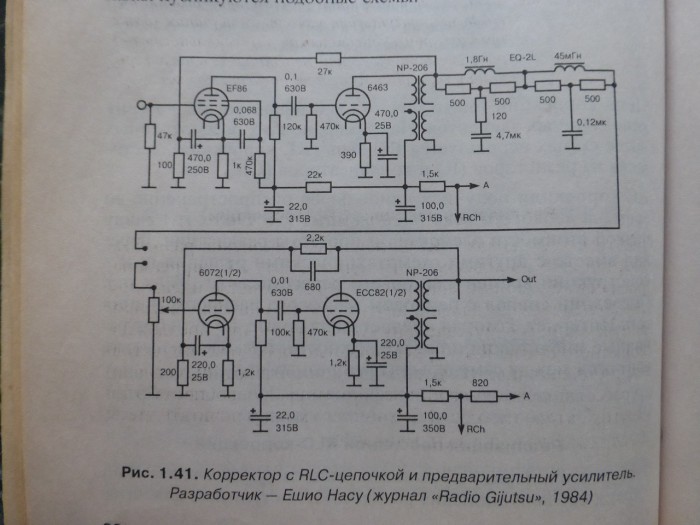 1,8Гн
EQ-2L
45мГн
27к
NP-206
EF86
0,1
630В
6463
0,068
630В
470,0
25В
500
500
500
500
120
47к
120к
470к
4,7мк
0,12мк
390
100
470,0
250В
1к
470к
22к
1,5к
A
22,0
315В
100,0
315В
RCh
2,2к
680
NP-206
6072(1/2)
0,01
630В
ECC82(1/2)
Out
100к
100к
470к
220,0
25В
220,0
25В
200
1,2к
1,2к
1,5к
820
A
22,0
315В
100,0
350В
RCh
Рис. 1.41. Корректор с RLC-цепочкой и предварительный усилитель.
Разработчик — Ешио Насу (журнал «Radio Gijutsu», 1984)